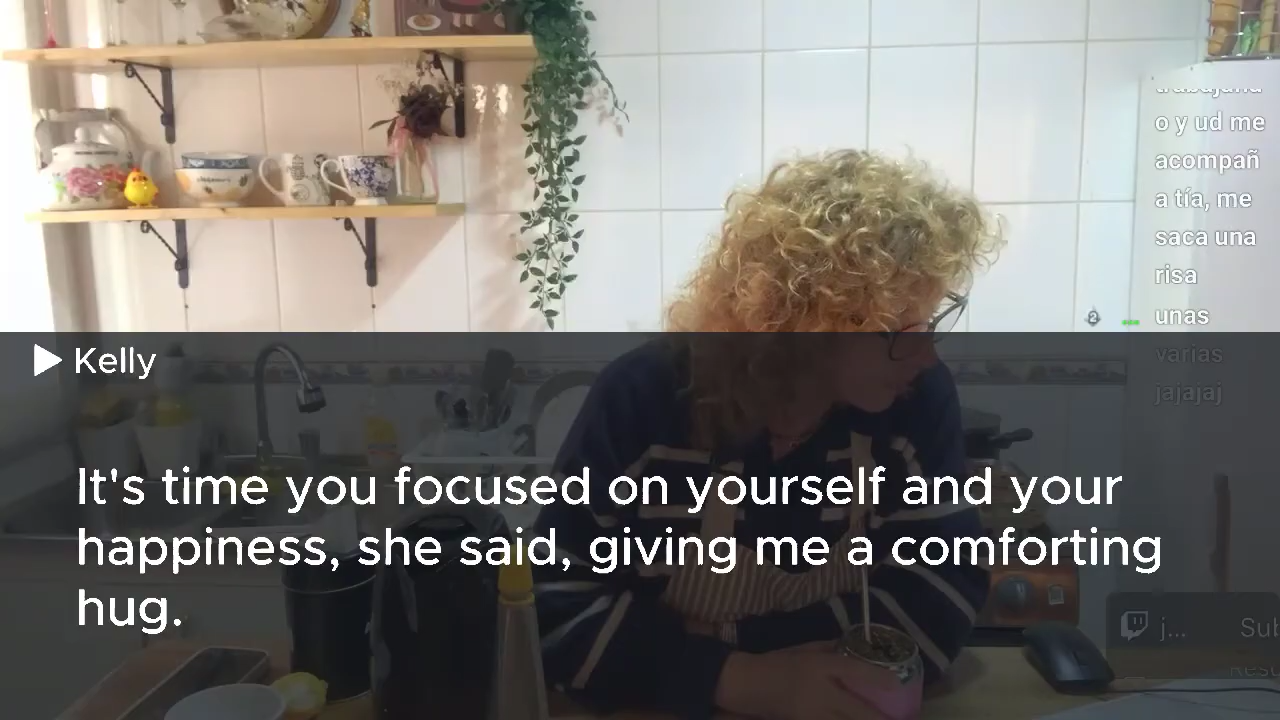 o y ud me
acompañ
a tía, me
saca una
risa
unas
varias
jajajaj
Kelly
It's time you focused on yourself and your
happiness, she said, giving me a comforting
hug.
j...
Sub